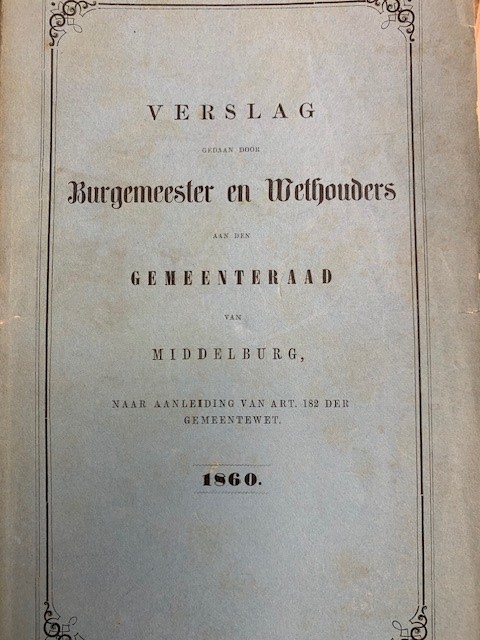 VERSLAG
GEDAAN DOOR
Burgemeester en Wethouders
AAN DEN
GEMEENTERAAD
VAN
MIDDELBURG,
NAAR AANLEIDING VAN ART. 182 DER
GEMEENTEWET.
1860.